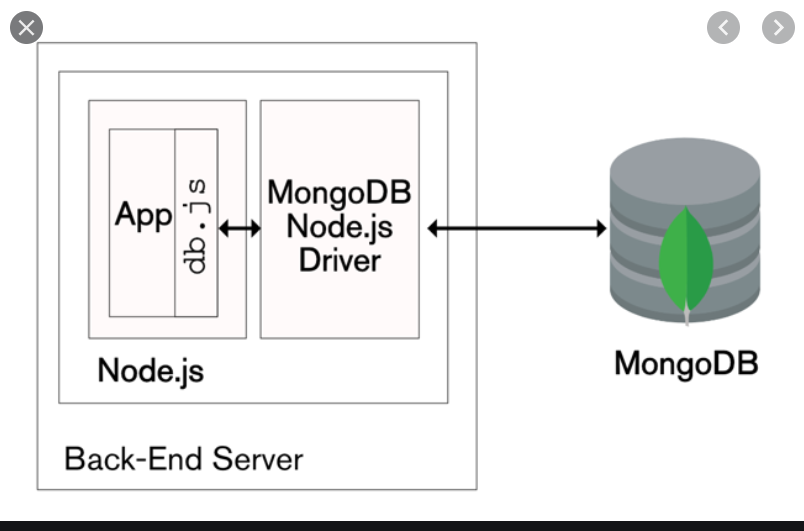 App
db.js
MongoDB
Node.js
Driver
Node.js
Back-End Server
MongoDB